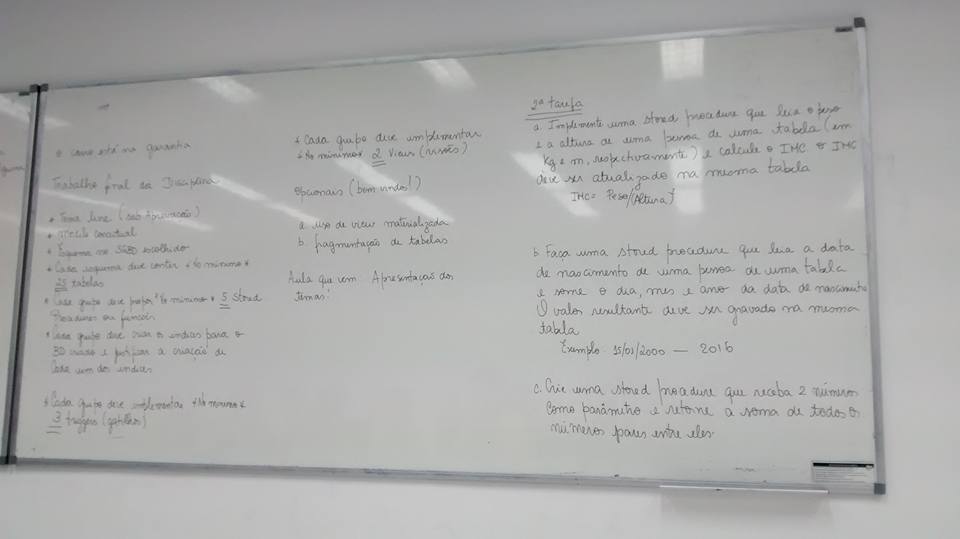 o carro está na garantia
Trabalho final da Disciplina
* Tema livre (sob Aprovação)
* modelo conceitual
* Esquema no SGBD escolhido
* Cada esquema deve conter * No mínimo *
25 tabelas
* Cada grupo deve propor * No mínimo * 5 Stored
Procedures ou funções
* Cada grupo deve criar os índices para o
BD criado e justificar a criação de
Cada um dos índices
* Cada grupo deve implementar * No mínimo *
3 triggers (gatilhos)
* Cada grupo deve implementar
* No mínimo * 2 Views (visões)
Opcionais (bem vindos!)
a. uso de view materializada
b. fragmentação de tabelas
Aula que vem Apresentação dos
temas!
2ª tarefa
a. Implemente uma stored procedure que leia o peso
e a altura de uma pessoa de uma tabela (em
kg e m, respectivamente) e calcule o IMC. O IMC
deve ser atualizado na mesma tabela
IMC = Peso/(Altura)²
b. Faça uma stored procedure que leia a data
de nascimento de uma pessoa de uma tabela
e some o dia, mes e ano da data de nascimento
O valor resultante deve ser gravado na mesma
tabela
Exemplo: 15/01/2000 — 2016
c. Crie uma stored procedure que receba 2 números
como parâmetro e retorne a soma de todos os
números pares entre eles.